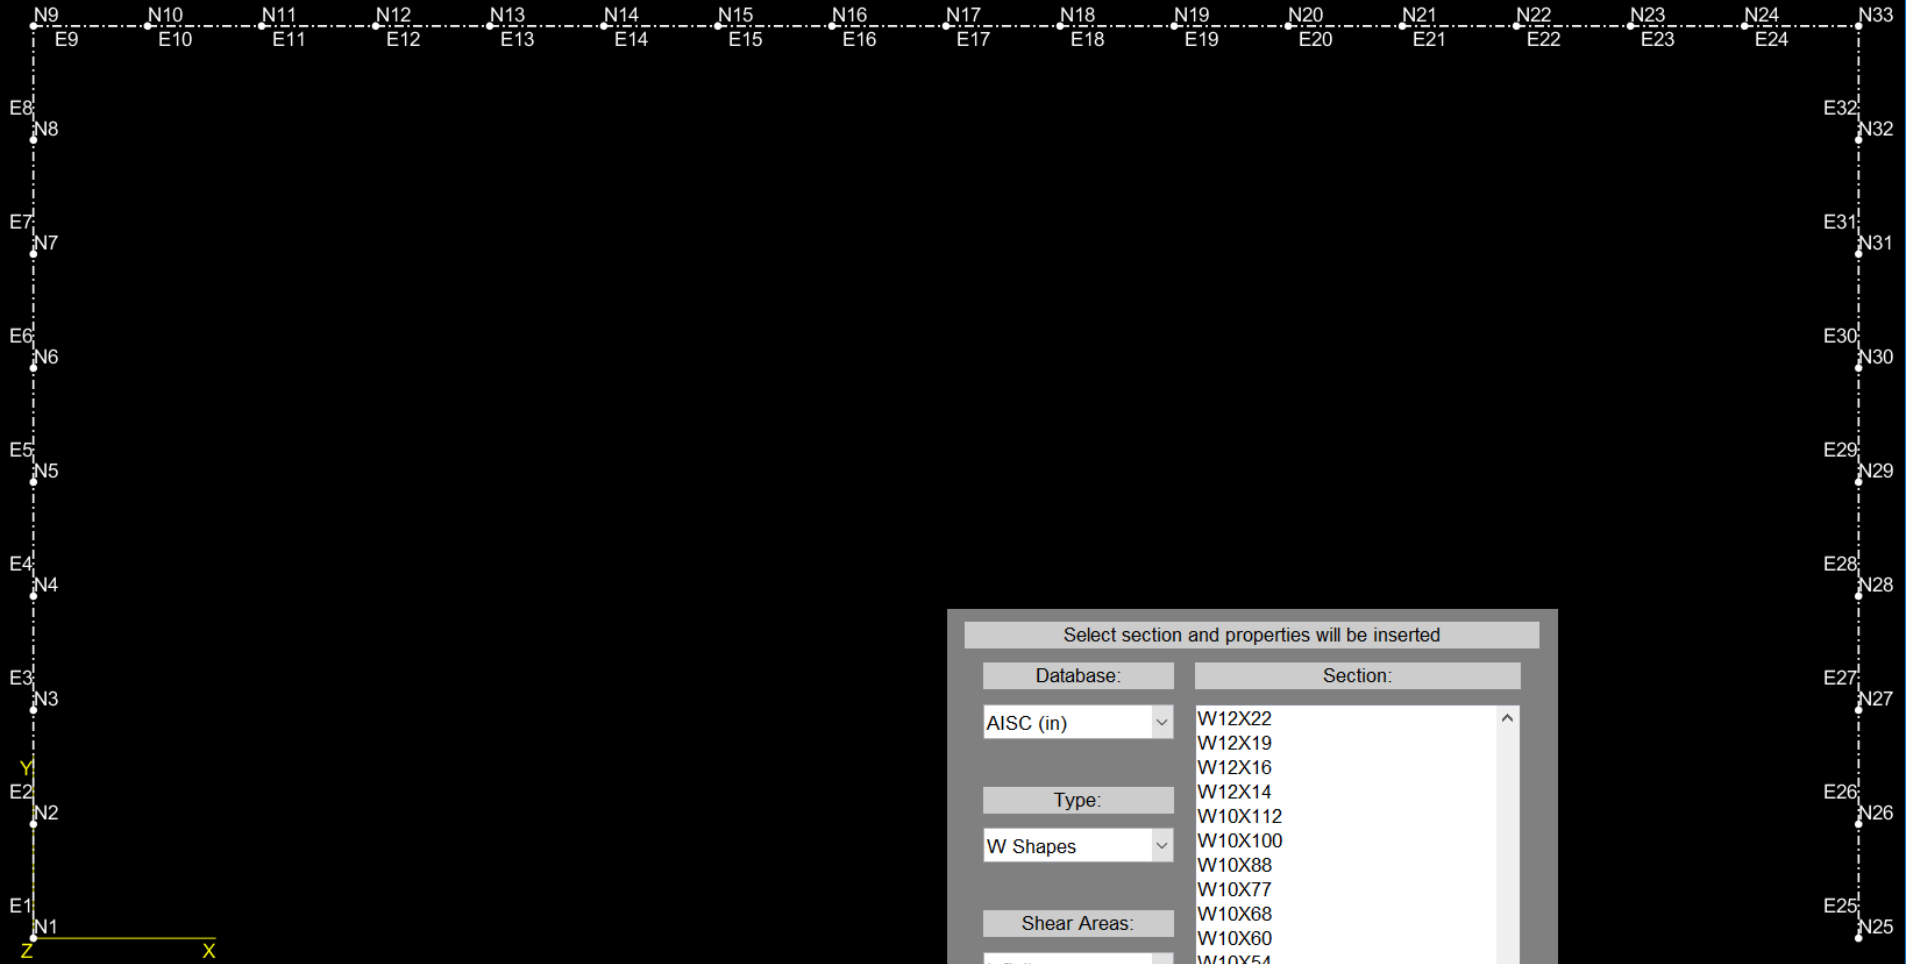 N9 N10 N11 N12 N13 N14 N15 N16 N17 N18 N19 N20 N21 N22 N23 N24 N33
E9 E10 E11 E12 E13 E14 E15 E16 E17 E18 E19 E20 E21 E22 E23 E24
E8 E32
N8 N32
E7 E31
N7 N31
E6 E30
N6 N30
E5 E29
N5 N29
E4 E28
N4 N28
Select section and properties will be inserted
Database: Section:
E3 E27
N3 N27
AISC (in)
W12X22
W12X19
W12X16
W12X14
W10X112
W10X100
W10X88
W10X77
W10X68
W10X60
W10X54
Y
E2 E26
Type:
N2 N26
W Shapes
E1 E25
Shear Areas:
N1 N25
Z X